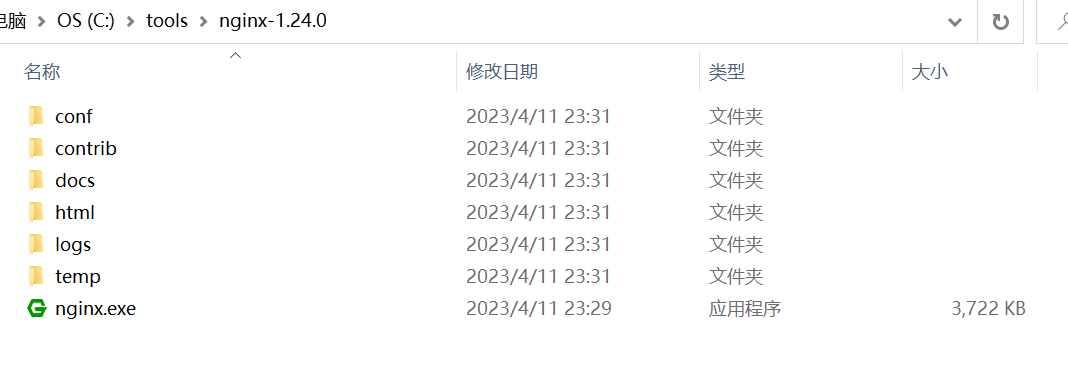 电脑 > OS (C:) > tools > nginx-1.24.0
名称 修改日期 类型 大小
conf 2023/4/11 23:31 文件夹
contrib 2023/4/11 23:31 文件夹
docs 2023/4/11 23:31 文件夹
html 2023/4/11 23:31 文件夹
logs 2023/4/11 23:31 文件夹
temp 2023/4/11 23:31 文件夹
nginx.exe 2023/4/11 23:29 应用程序 3,722 KB